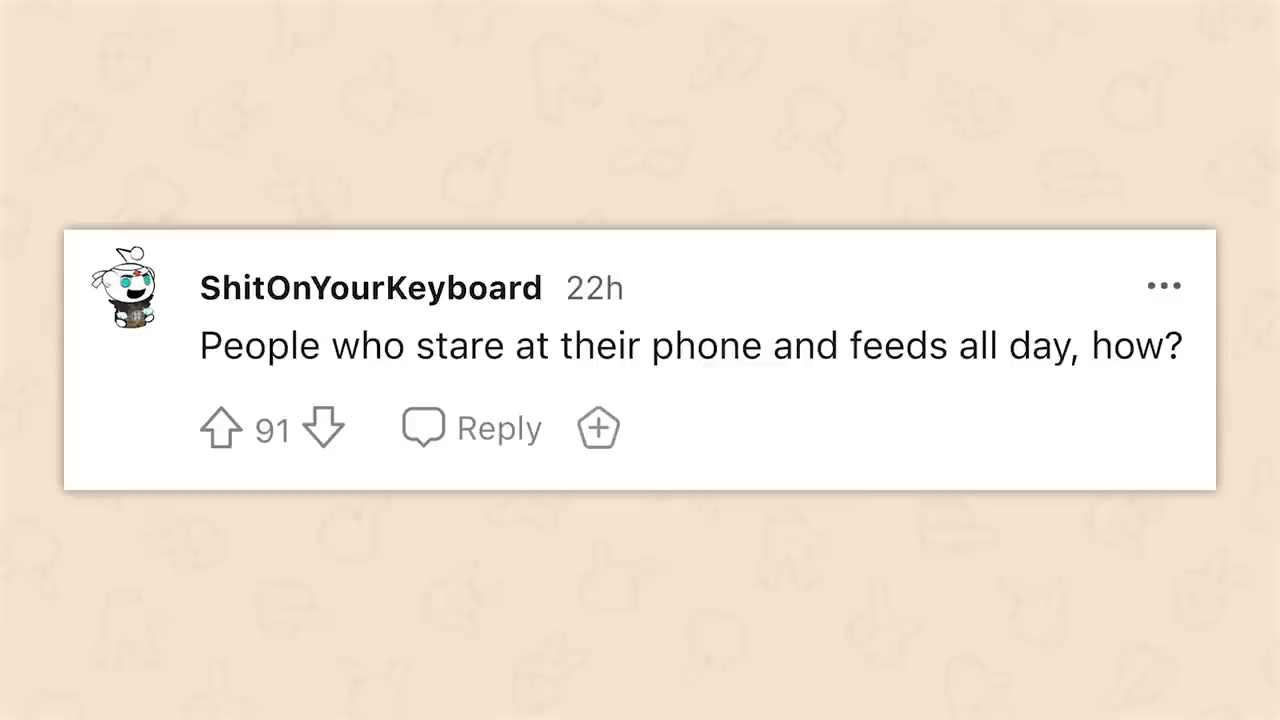 ShitOnYourKeyboard 22h
People who stare at their phone and feeds all day, how?
91 Reply